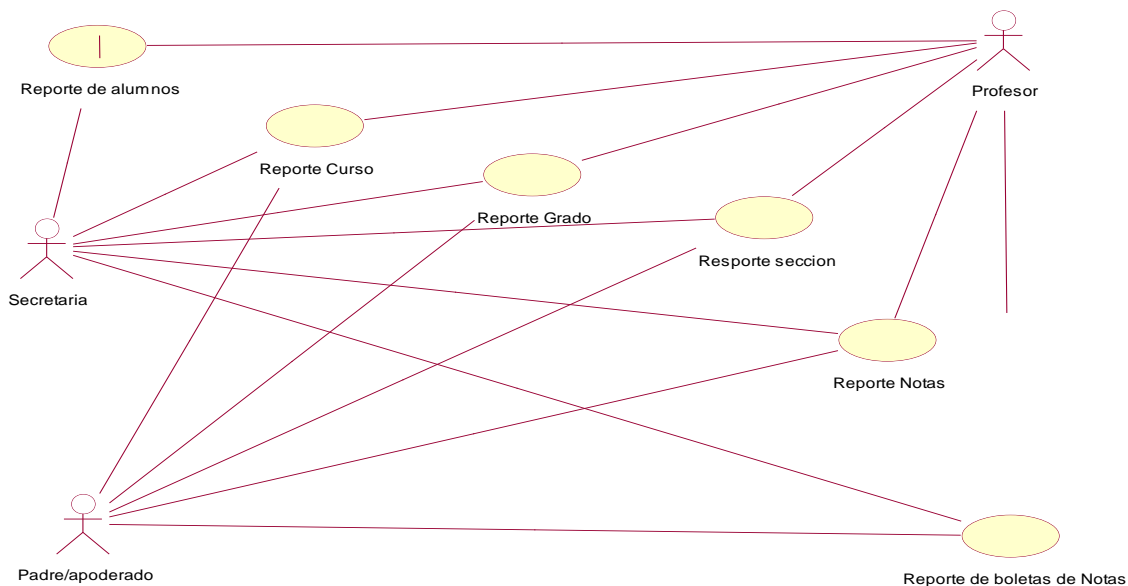 Reporte de alumnos
Profesor
Reporte Curso
Reporte Grado
Resporte seccion
Secretaria
Reporte Notas
Padre/apoderado
Reporte de boletas de Notas